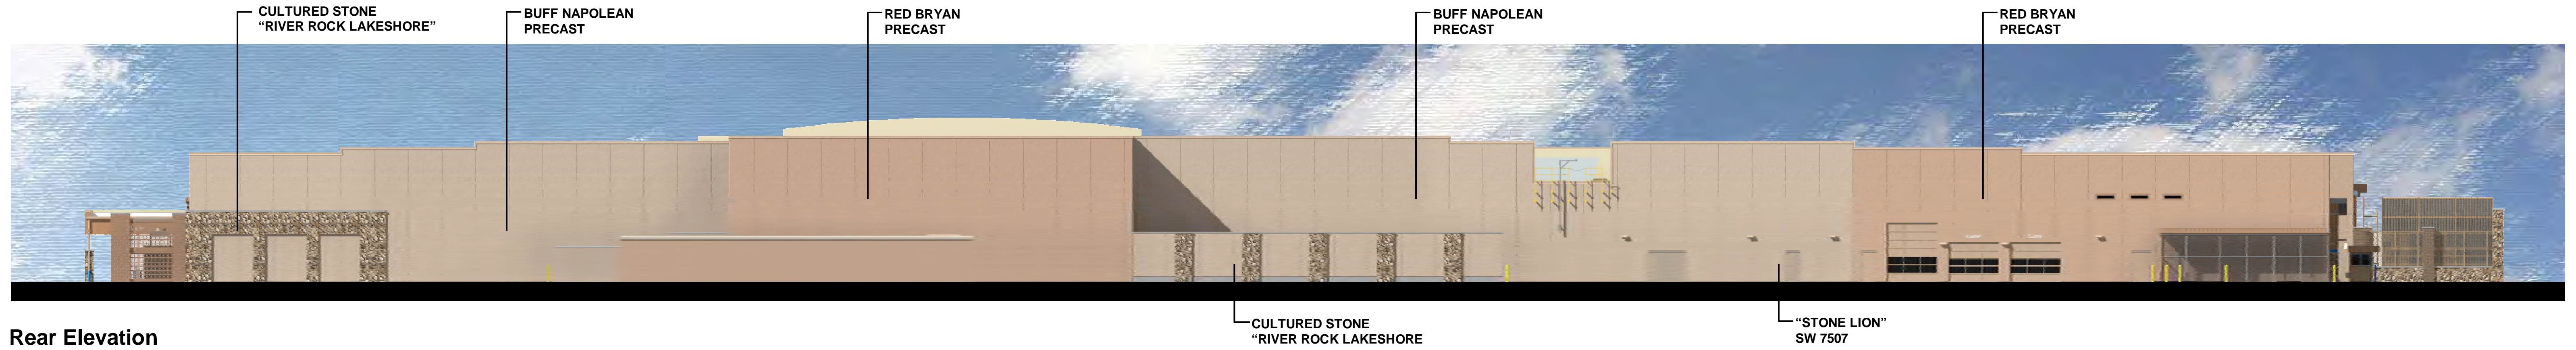 CULTURED STONE
“RIVER ROCK LAKESHORE”
BUFF NAPOLEAN
PRECAST
RED BRYAN
PRECAST
BUFF NAPOLEAN
PRECAST
RED BRYAN
PRECAST
CULTURED STONE
“RIVER ROCK LAKESHORE
“STONE LION”
SW 7507
Rear Elevation